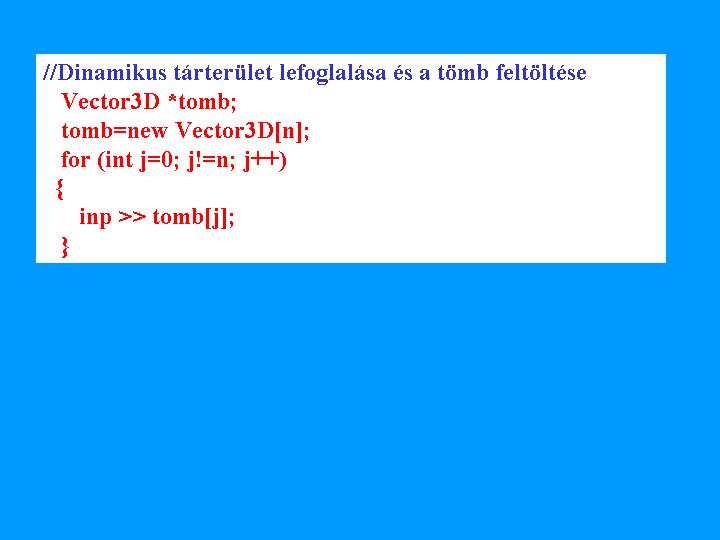 //Dinamikus tárterület lefoglalása és a tömb feltöltése
Vector3D *tomb;
tomb=new Vector3D[n];
for (int j=0; j!=n; j++)
{
inp >> tomb[j];
}